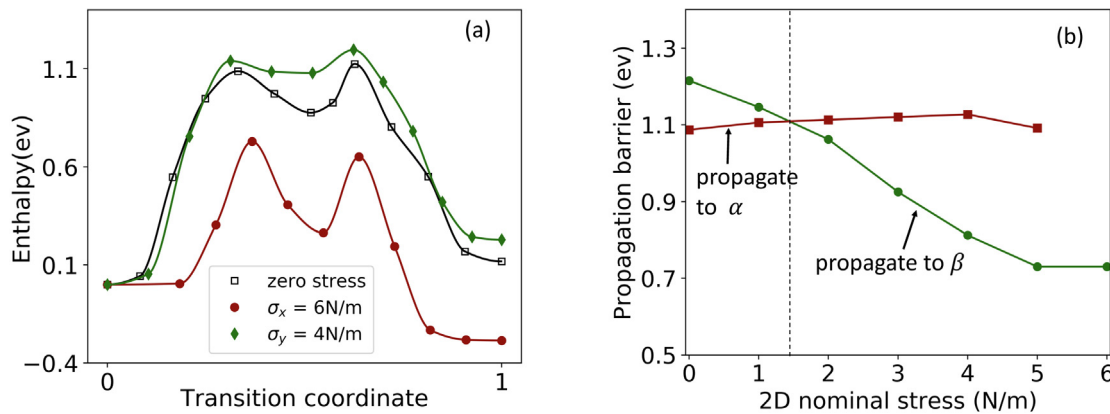 (a)
Enthalpy(ev)
1.1
0.6
0.1
−0.4
zero stress
σx = 6N/m
σy = 4N/m
0
1
Transition coordinate
(b)
Propagation barrier (ev)
1.3
1.1
0.9
0.7
0.5
propagate
to α
propagate to β
0 1 2 3 4 5 6
2D nominal stress (N/m)